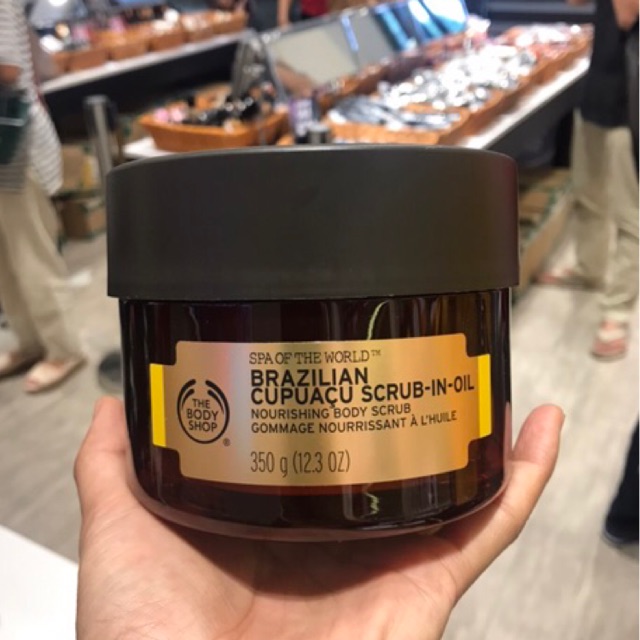 SPA OF THE WORLD™
BRAZILIAN
CUPUAÇU SCRUB-IN-OIL
NOURISHING BODY SCRUB
GOMMAGE NOURRISSANT À L'HUILE
350 g (12.3 OZ)
THE
BODY
SHOP
®